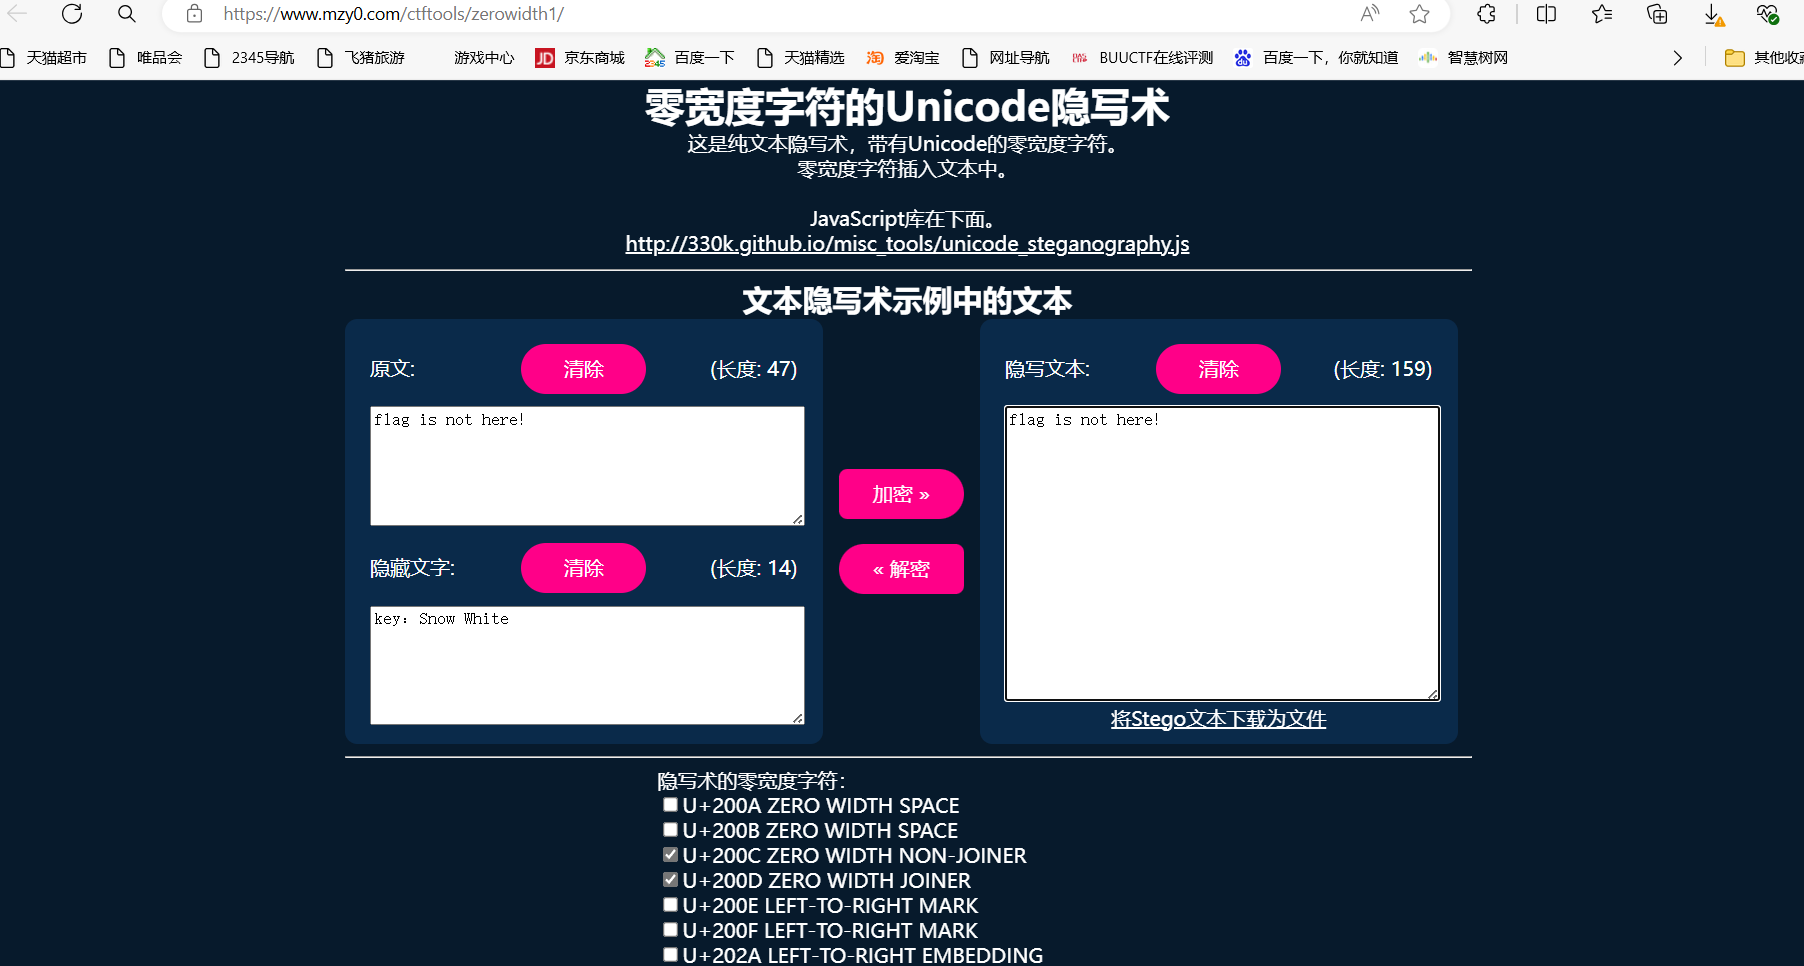 https://www.mzy0.com/ctftools/zerowidth1/
天猫超市 唯品会 2345导航 飞猪旅游 游戏中心 JD 京东商城 2345 百度一下 天猫精选 淘 爱淘宝 网址导航 BUUCTF在线评测 百度一下，你就知道 智慧树网 其他收藏
零宽度字符的Unicode隐写术
这是纯文本隐写术，带有Unicode的零宽度字符。
零宽度字符插入文本中。
JavaScript库在下面。
http://330k.github.io/misc_tools/unicode_steganography.js
文本隐写术示例中的文本
原文: 清除 (长度: 47)
flag is not here!
隐藏文字: 清除 (长度: 14)
key：Snow White
加密 »
« 解密
隐写文本: 清除 (长度: 159)
flag is not here!
将Stego文本下载为文件
隐写术的零宽度字符:
U+200A ZERO WIDTH SPACE
U+200B ZERO WIDTH SPACE
U+200C ZERO WIDTH NON-JOINER
U+200D ZERO WIDTH JOINER
U+200E LEFT-TO-RIGHT MARK
U+200F LEFT-TO-RIGHT MARK
U+202A LEFT-TO-RIGHT EMBEDDING